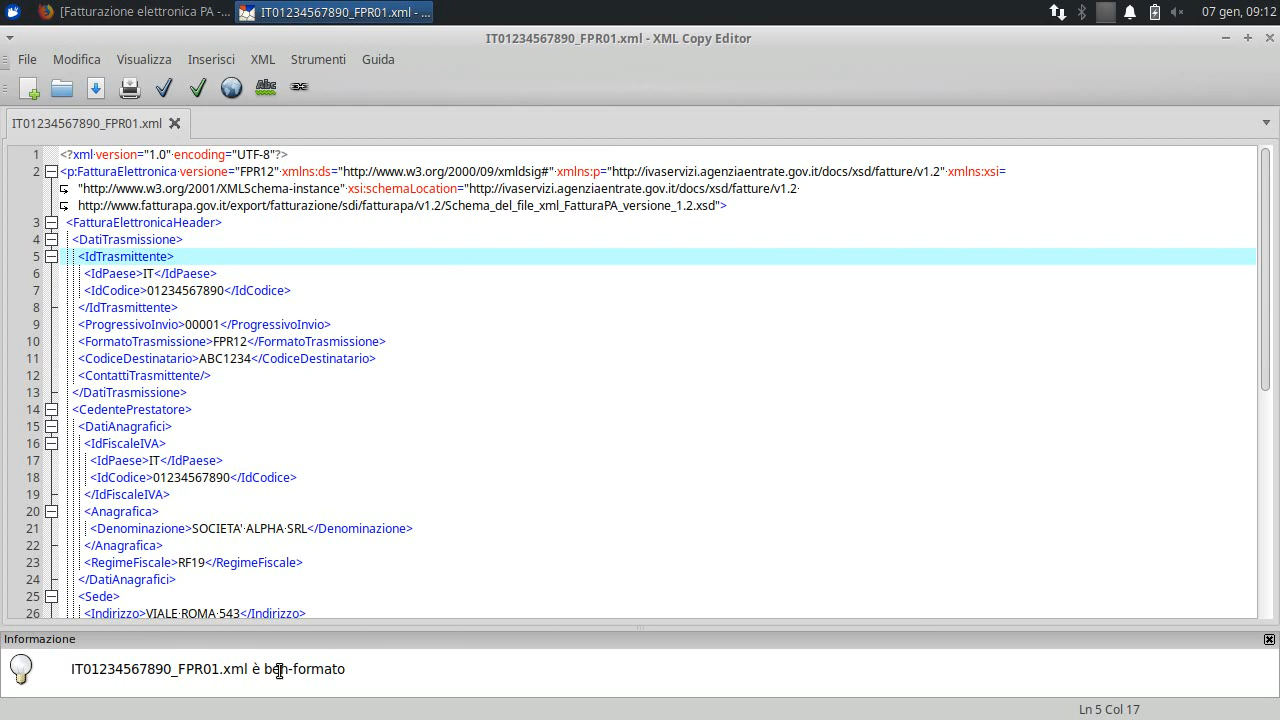 [Fatturazione elettronica PA -...
IT01234567890_FPR01.xml - ...
07 gen, 09:12
IT01234567890_FPR01.xml - XML Copy Editor
File Modifica Visualizza Inserisci XML Strumenti Guida
Abc
IT01234567890_FPR01.xml
1 <?xml·version="1.0"·encoding="UTF-8"?>
2 <p:FatturaElettronica·versione="FPR12"·xmlns:ds="http://www.w3.org/2000/09/xmldsig#"·xmlns:p="http://ivaservizi.agenziaentrate.gov.it/docs/xsd/fatture/v1.2"·xmlns:xsi=
"http://www.w3.org/2001/XMLSchema-instance"·xsi:schemaLocation="http://ivaservizi.agenziaentrate.gov.it/docs/xsd/fatture/v1.2·
http://www.fatturapa.gov.it/export/fatturazione/sdi/fatturapa/v1.2/Schema_del_file_xml_FatturaPA_versione_1.2.xsd">
3 <FatturaElettronicaHeader>
4 <DatiTrasmissione>
5 <IdTrasmittente>
6 <IdPaese>IT</IdPaese>
7 <IdCodice>01234567890</IdCodice>
8 </IdTrasmittente>
9 <ProgressivoInvio>00001</ProgressivoInvio>
10 <FormatoTrasmissione>FPR12</FormatoTrasmissione>
11 <CodiceDestinatario>ABC1234</CodiceDestinatario>
12 <ContattiTrasmittente/>
13 </DatiTrasmissione>
14 <CedentePrestatore>
15 <DatiAnagrafici>
16 <IdFiscaleIVA>
17 <IdPaese>IT</IdPaese>
18 <IdCodice>01234567890</IdCodice>
19 </IdFiscaleIVA>
20 <Anagrafica>
21 <Denominazione>SOCIETA'·ALPHA·SRL</Denominazione>
22 </Anagrafica>
23 <RegimeFiscale>RF19</RegimeFiscale>
24 </DatiAnagrafici>
25 <Sede>
26 <Indirizzo>VIALE·ROMA·543</Indirizzo>
Informazione
IT01234567890_FPR01.xml è ben-formato
Ln 5 Col 17